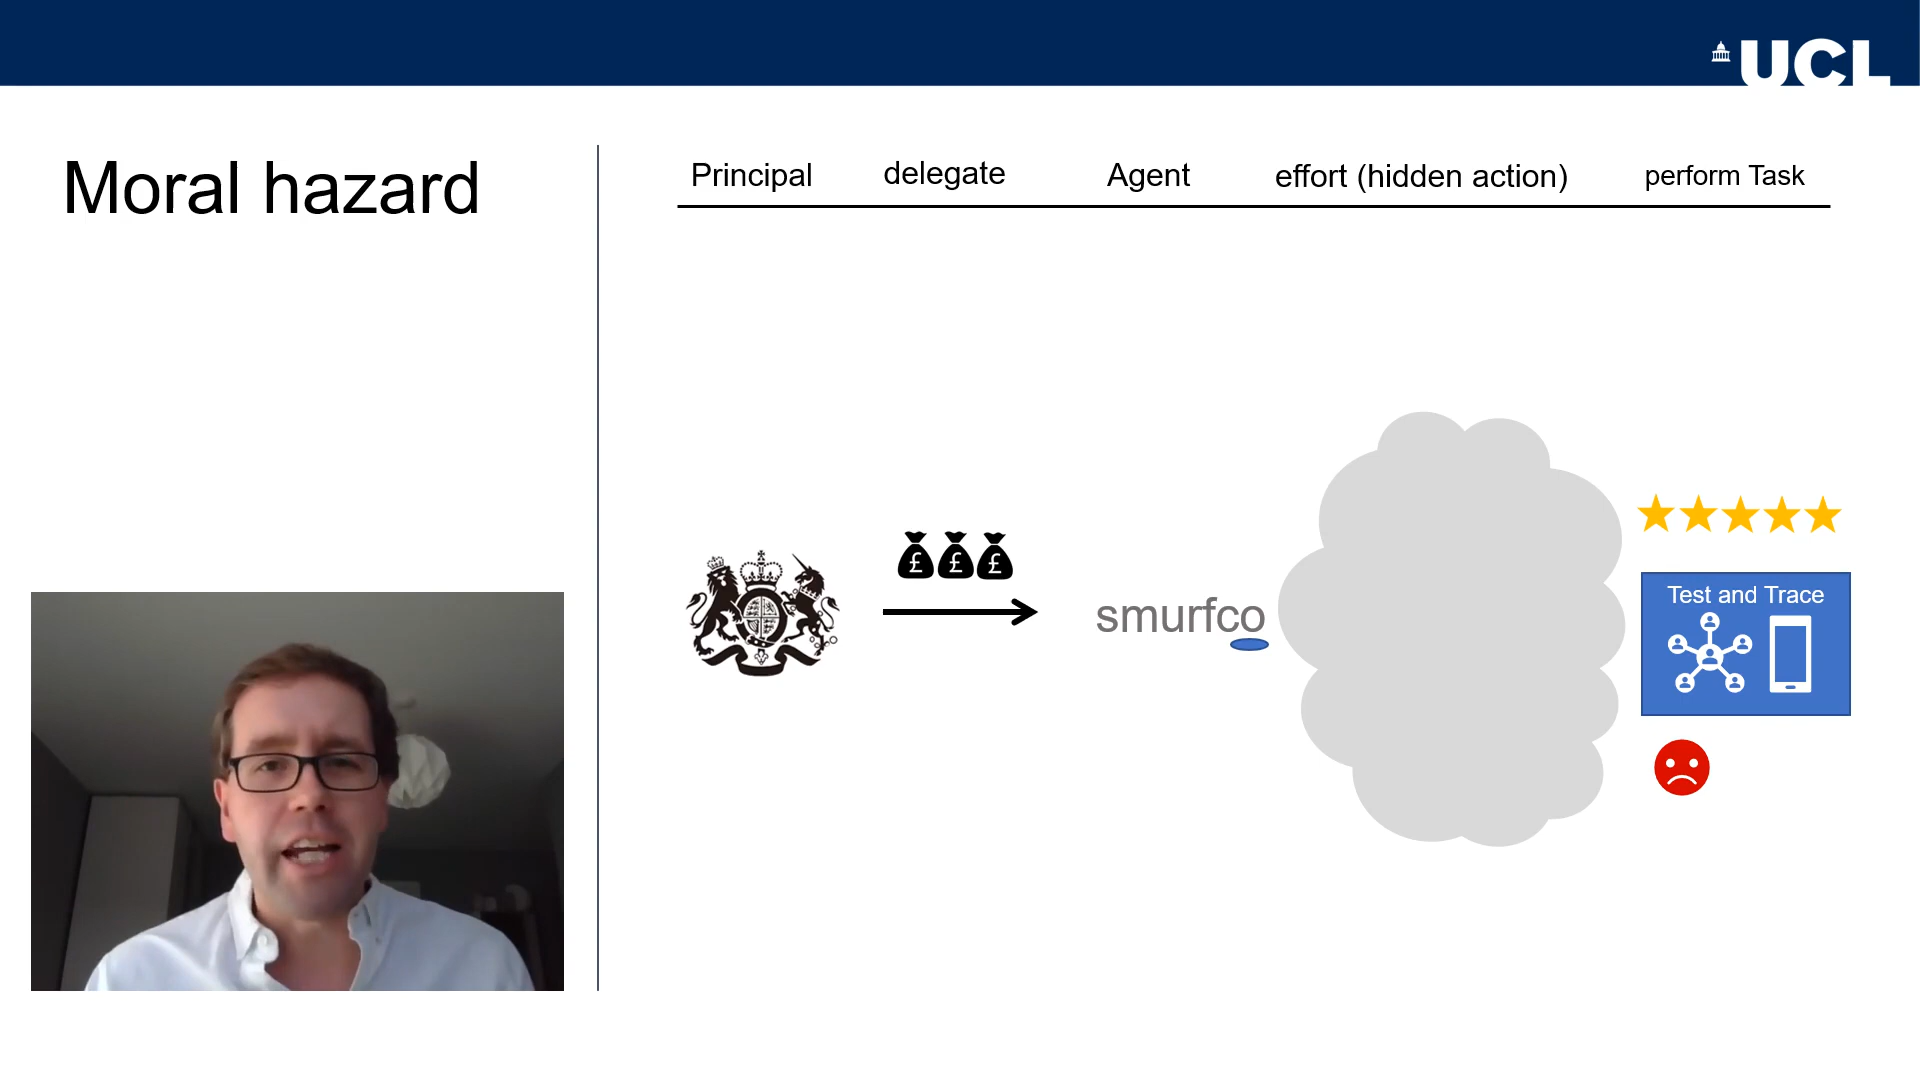 UCL
Moral hazard
Principal delegate Agent effort (hidden action) perform Task
£ £ £
smurfco
Test and Trace